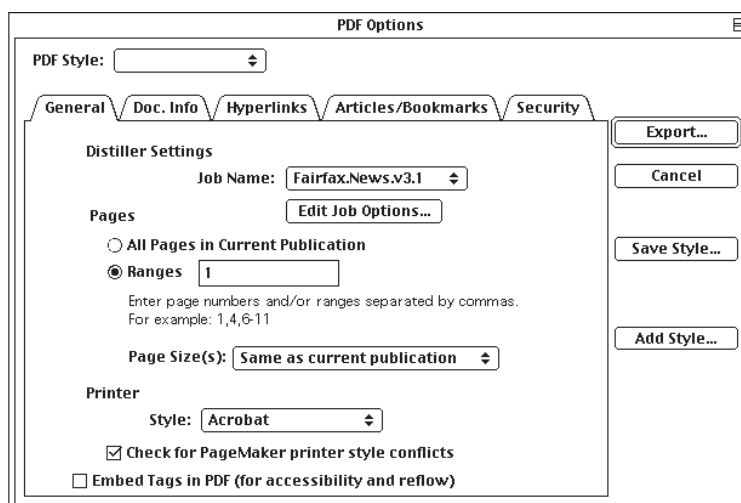 PDF Options
PDF Style:
General Doc. Info Hyperlinks Articles/Bookmarks Security
Export...
Distiller Settings
Job Name: Fairfax.News.v3.1
Cancel
Pages Edit Job Options...
All Pages in Current Publication
Save Style...
Ranges 1
Enter page numbers and/or ranges separated by commas.
For example: 1,4,6-11
Add Style...
Page Size(s): Same as current publication
Printer
Style: Acrobat
Check for PageMaker printer style conflicts
Embed Tags in PDF (for accessibility and reflow)